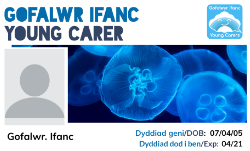 GOFALWR IFANC
YOUNG CARER
Gofalwr Ifanc
Young Carers
Gofalwr. Ifanc
Dyddiad geni/DOB: 07/04/05
Dyddiad dod i ben/Exp: 04/21